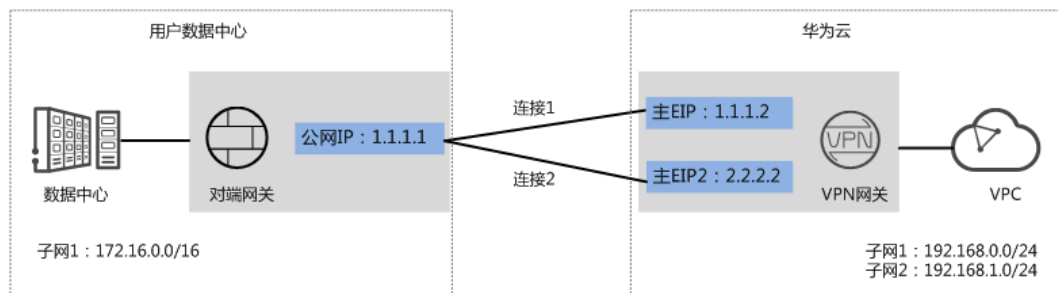 用户数据中心
华为云
连接1
主EIP：1.1.1.2
公网IP：1.1.1.1
VPN
连接2
主EIP2：2.2.2.2
数据中心
对端网关
VPN网关
VPC
子网1：172.16.0.0/16
子网1：192.168.0.0/24
子网2：192.168.1.0/24